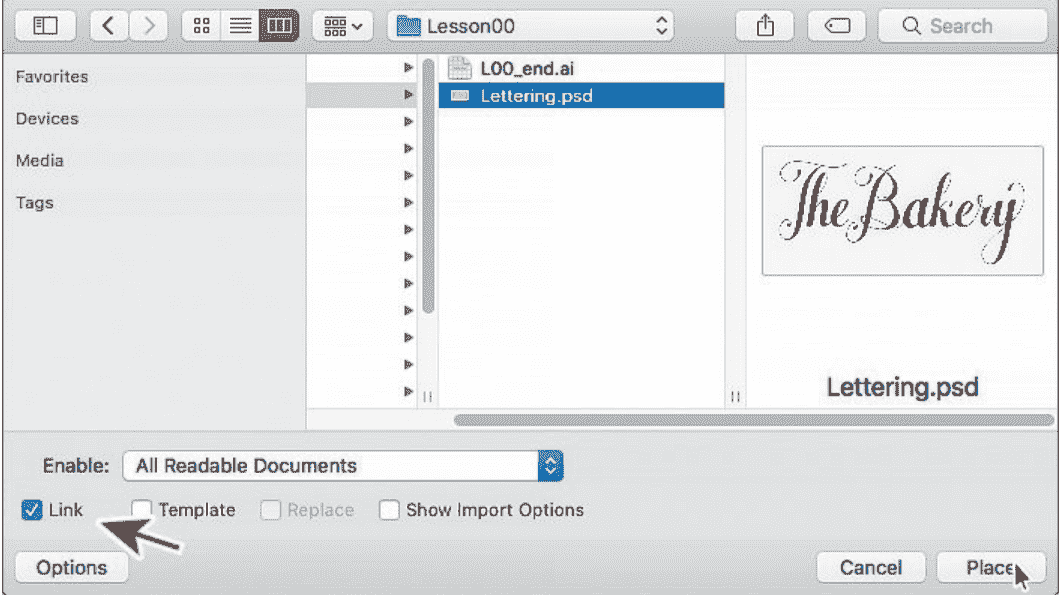 Lesson00
Search
Favorites
Devices
Media
Tags
L00_end.ai
Lettering.psd
The Bakery
Lettering.psd
Enable: All Readable Documents
Link Template Replace Show Import Options
Options Cancel Place